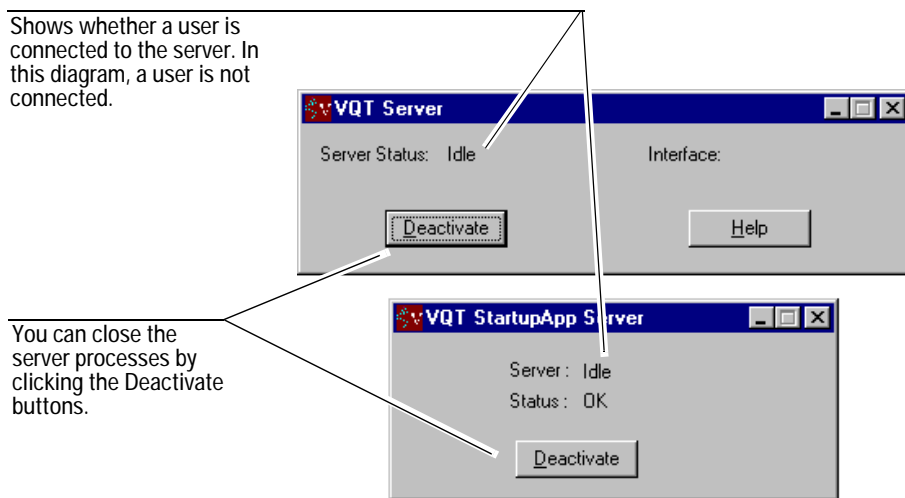 Shows whether a user is
connected to the server. In
this diagram, a user is not
connected.
VQT Server
Server Status: Idle
Interface:
Deactivate
Help
You can close the
server processes by
clicking the Deactivate
buttons.
VQT StartupApp Server
Server : Idle
Status : OK
Deactivate